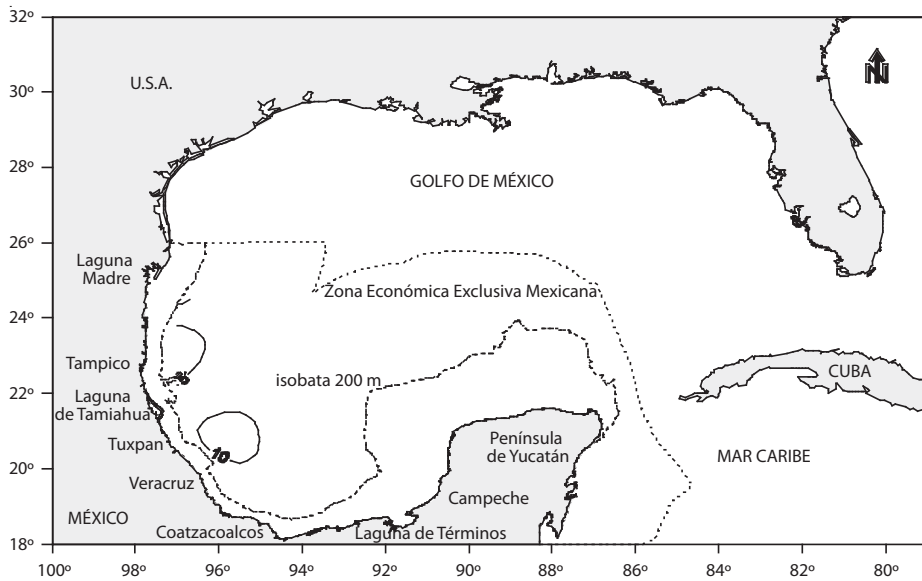 32º
30º
28º
26º
24º
22º
20º
18º
U.S.A.
N
GOLFO DE MÉXICO
Laguna
Madre
Zona Económica Exclusiva Mexicana
Tampico
isobata 200 m
CUBA
Laguna
de Tamiahua
Tuxpan
10
Península
de Yucatán
MAR CARIBE
Veracruz
Campeche
MÉXICO
Coatzacoalcos
Laguna de Términos
100º
98º
96º
94º
92º
90º
88º
86º
84º
82º
80º